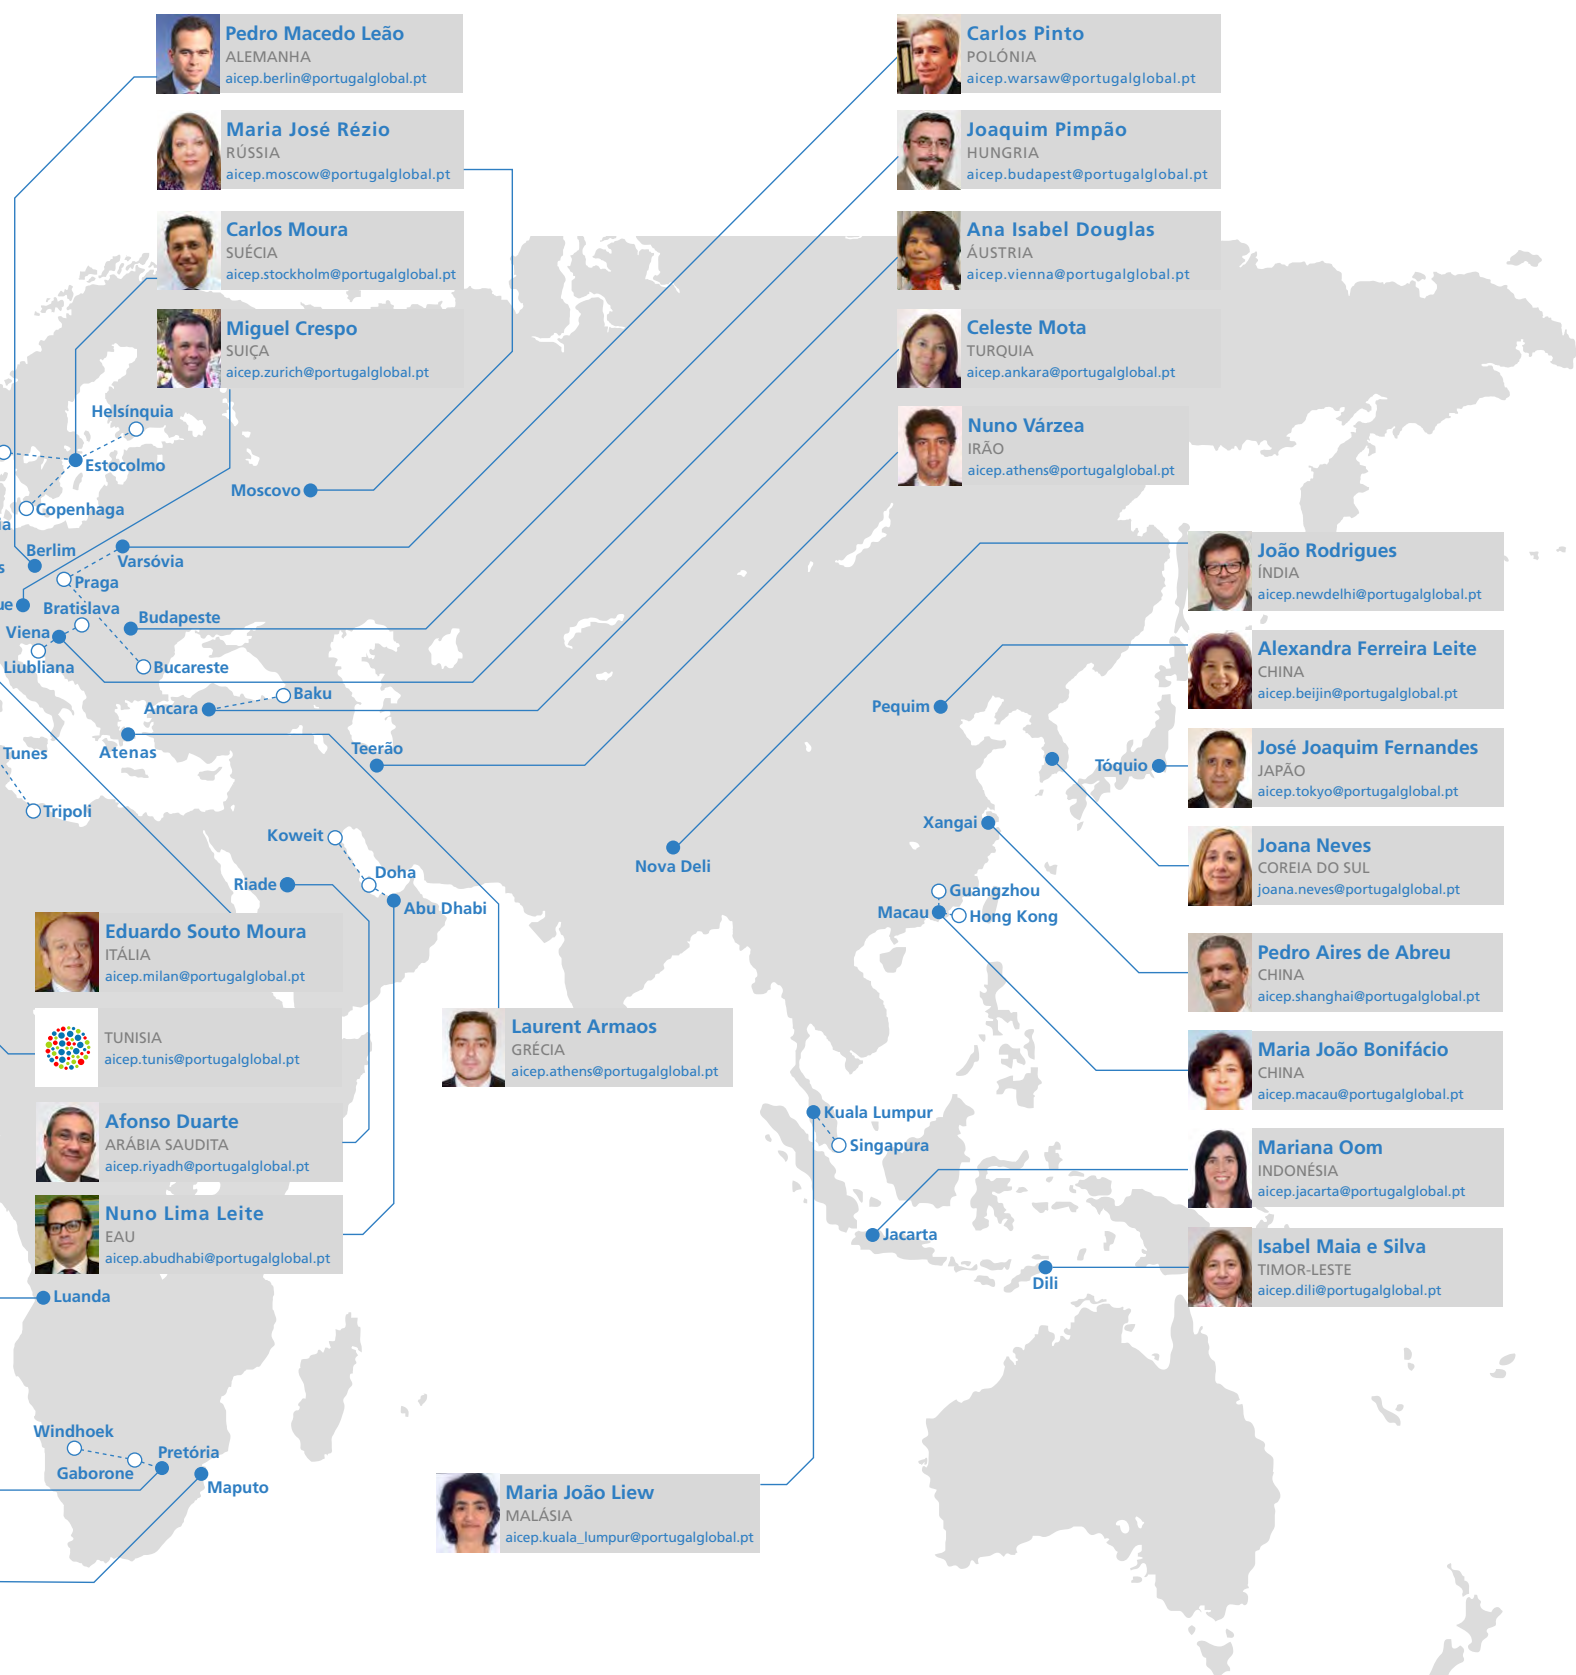 Pedro Macedo Leão
ALEMANHA
aicep.berlin@portugalglobal.pt
Maria José Rézio
RÚSSIA
aicep.moscow@portugalglobal.pt
Carlos Moura
SUÉCIA
aicep.stockholm@portugalglobal.pt
Miguel Crespo
SUIÇA
aicep.zurich@portugalglobal.pt
Carlos Pinto
POLÓNIA
aicep.warsaw@portugalglobal.pt
Joaquim Pimpão
HUNGRIA
aicep.budapest@portugalglobal.pt
Ana Isabel Douglas
ÁUSTRIA
aicep.vienna@portugalglobal.pt
Celeste Mota
TURQUIA
aicep.ankara@portugalglobal.pt
Nuno Várzea
IRÃO
aicep.athens@portugalglobal.pt
Helsínquia
Estocolmo
Moscovo
Copenhaga
ia
Berlim
s
Varsóvia
Praga
ue
Bratislava
Budapeste
Viena
Liubliana
Bucareste
Baku
Ancara
Tunes
Atenas
Teerão
Tripoli
Koweit
Doha
Riade
Abu Dhabi
Nova Deli
Pequim
Tóquio
Xangai
Guangzhou
Macau
Hong Kong
João Rodrigues
ÍNDIA
aicep.newdelhi@portugalglobal.pt
Alexandra Ferreira Leite
CHINA
aicep.beijin@portugalglobal.pt
José Joaquim Fernandes
JAPÃO
aicep.tokyo@portugalglobal.pt
Joana Neves
COREIA DO SUL
joana.neves@portugalglobal.pt
Pedro Aires de Abreu
CHINA
aicep.shanghai@portugalglobal.pt
Maria João Bonifácio
CHINA
aicep.macau@portugalglobal.pt
Mariana Oom
INDONÉSIA
aicep.jacarta@portugalglobal.pt
Isabel Maia e Silva
TIMOR-LESTE
aicep.dili@portugalglobal.pt
Eduardo Souto Moura
ITÁLIA
aicep.milan@portugalglobal.pt
TUNISIA
aicep.tunis@portugalglobal.pt
Afonso Duarte
ARÁBIA SAUDITA
aicep.riyadh@portugalglobal.pt
Nuno Lima Leite
EAU
aicep.abudhabi@portugalglobal.pt
Laurent Armaos
GRÉCIA
aicep.athens@portugalglobal.pt
Kuala Lumpur
Singapura
Jacarta
Dili
Luanda
Windhoek
Pretória
Gaborone
Maputo
Maria João Liew
MALÁSIA
aicep.kuala_lumpur@portugalglobal.pt